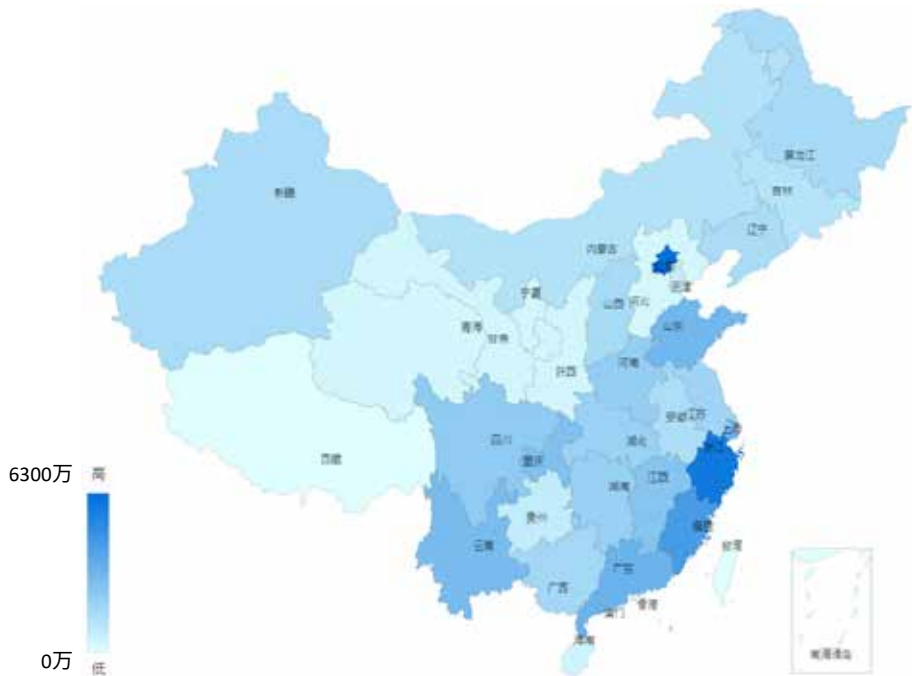 黑龙江
吉林
新疆
辽宁
内蒙古
宁夏
山西
河北
天津
青海
甘肃
山东
陕西
河南
西藏
四川
重庆
湖北
安徽
江苏
上海
湖南
江西
贵州
云南
福建
广西
广东
台湾
香港
澳门
海南
南海诸岛
6300万 高
0万 低